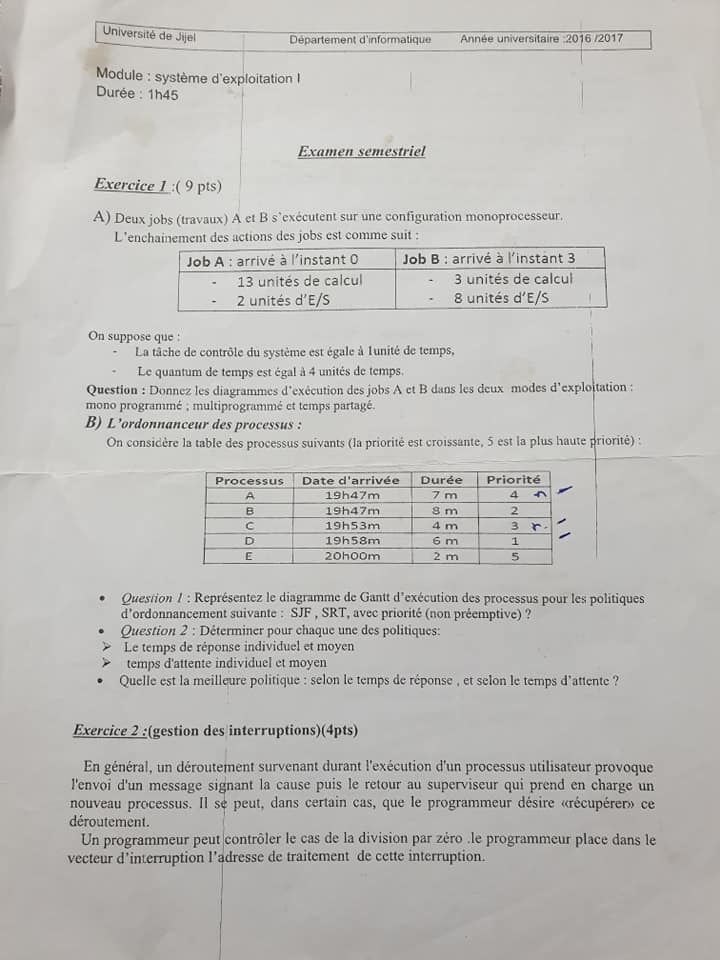 Université de Jijel Département d'informatique Année universitaire :2016 /2017
Module : système d'exploitation I
Durée : 1h45
Examen semestriel
Exercice 1 :( 9 pts)
A) Deux jobs (travaux) A et B s'exécutent sur une configuration monoprocesseur.
L'enchainement des actions des jobs est comme suit :
Job A : arrivé à l'instant 0 Job B : arrivé à l'instant 3
- 13 unités de calcul - 3 unités de calcul
- 2 unités d'E/S - 8 unités d'E/S
On suppose que :
- La tâche de contrôle du système est égale à 1unité de temps,
- Le quantum de temps est égal à 4 unités de temps.
Question : Donnez les diagrammes d'exécution des jobs A et B dans les deux modes d'exploitation :
mono programmé ; multiprogrammé et temps partagé.
B) L'ordonnanceur des processus :
On considère la table des processus suivants (la priorité est croissante, 5 est la plus haute priorité) :
Processus Date d'arrivée Durée Priorité
A 19h47m 7 m 4
B 19h47m 8 m 2
C 19h53m 4 m 3
D 19h58m 6 m 1
E 20h00m 2 m 5
• Question 1 : Représentez le diagramme de Gantt d'exécution des processus pour les politiques
d'ordonnancement suivante : SJF , SRT, avec priorité (non préemptive) ?
• Question 2 : Déterminer pour chaque une des politiques:
➢ Le temps de réponse individuel et moyen
➢ temps d'attente individuel et moyen
• Quelle est la meilleure politique : selon le temps de réponse , et selon le temps d'attente ?
Exercice 2 :(gestion des interruptions)(4pts)
En général, un déroutement survenant durant l'exécution d'un processus utilisateur provoque
l'envoi d'un message signant la cause puis le retour au superviseur qui prend en charge un
nouveau processus. Il se peut, dans certain cas, que le programmeur désire «récupérer» ce
déroutement.
Un programmeur peut contrôler le cas de la division par zéro .le programmeur place dans le
vecteur d'interruption l'adresse de traitement de cette interruption.